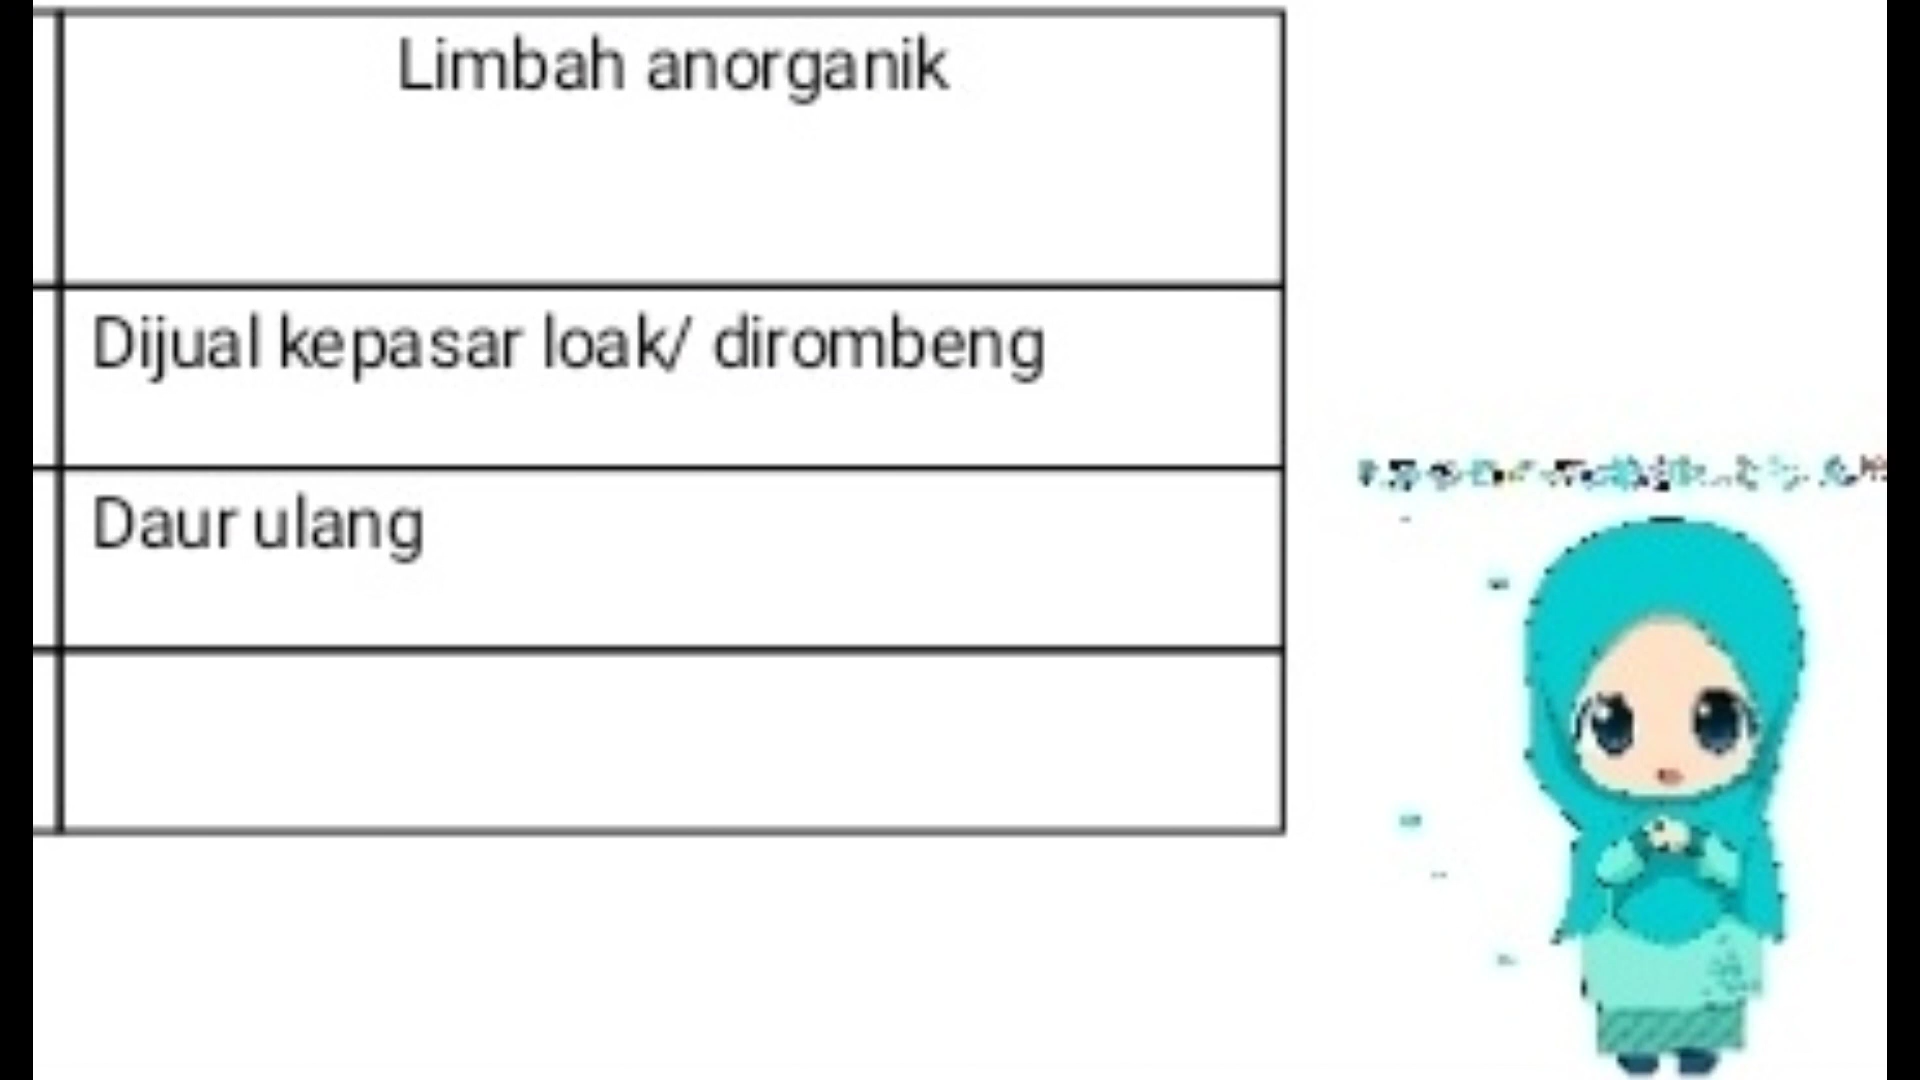 Limbah anorganik
Dijual kepasar loak/ dirombeng
Daur ulang